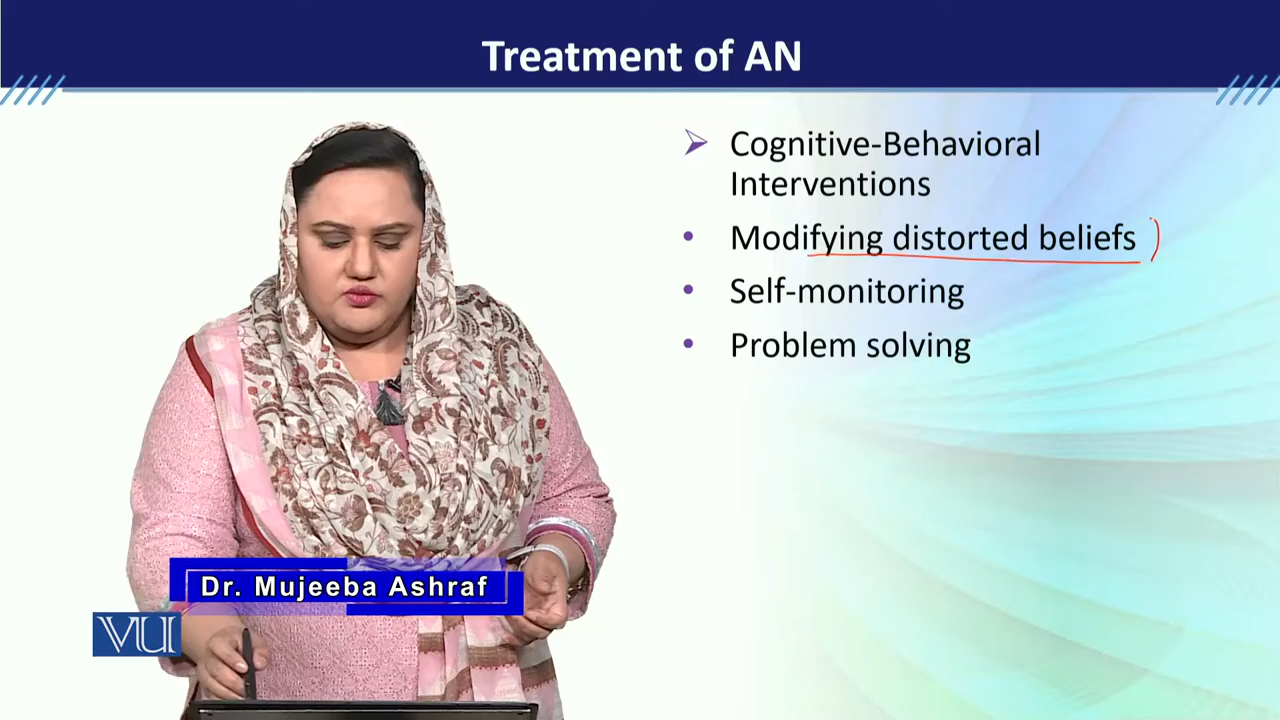 Treatment of AN
Cognitive-Behavioral
Interventions
Modifying distorted beliefs
Self-monitoring
Problem solving
Dr. Mujeeba Ashraf
VU